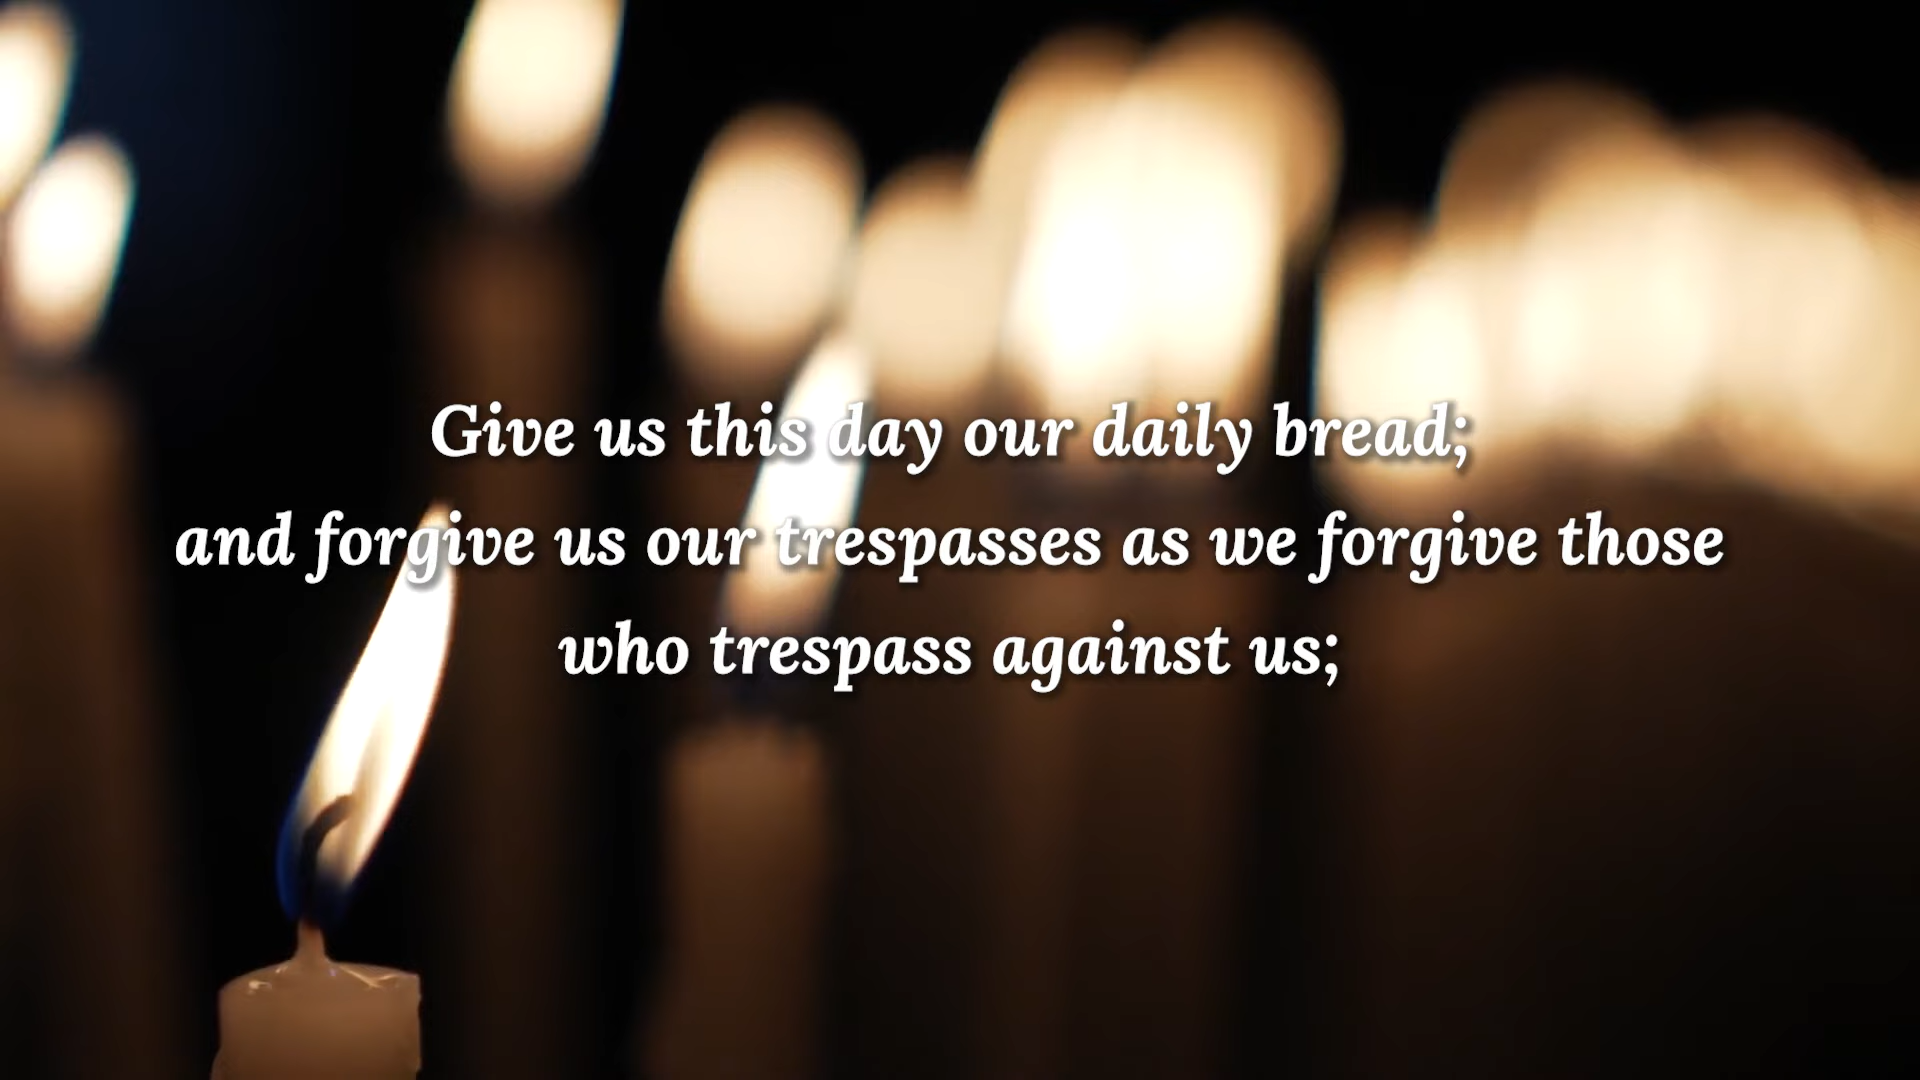 Give us this day our daily bread;
and forgive us our trespasses as we forgive those
who trespass against us;